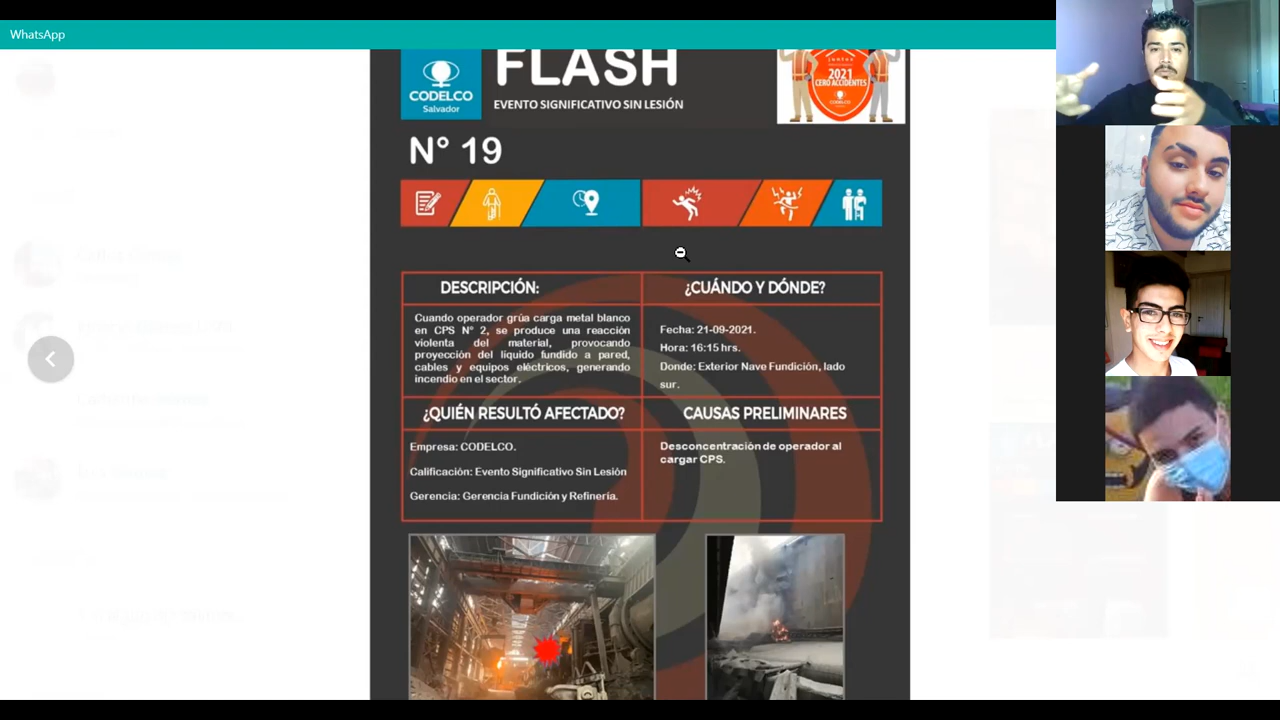 WhatsApp
FLASH
EVENTO SIGNIFICATIVO SIN LESIÓN
CODELCO
Salvador
juntos
2021
CERO ACCIDENTES
CODELCO
N° 19
DESCRIPCIÓN:
Cuando operador grúa carga metal blanco
en CPS N° 2, se produce una reacción
violenta del material, provocando
proyección del líquido fundido a pared,
cables y equipos eléctricos, generando
incendio en el sector.
¿CUÁNDO Y DÓNDE?
Fecha: 21-09-2021.
Hora: 16:15 hrs.
Donde: Exterior Nave Fundición, lado
sur.
¿QUIÉN RESULTÓ AFECTADO?
Empresa: CODELCO.
Calificación: Evento Significativo Sin Lesión
Gerencia: Gerencia Fundición y Refinería.
CAUSAS PRELIMINARES
Desconcentración de operador al
cargar CPS.